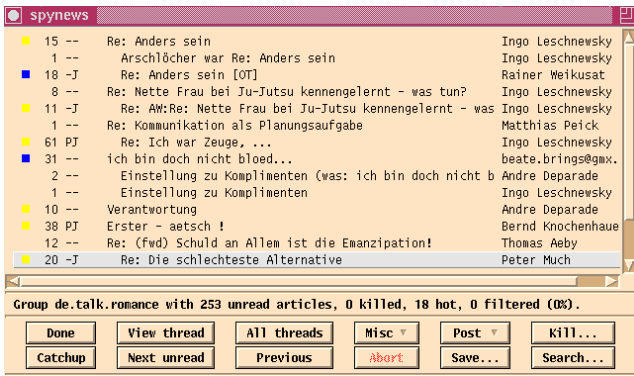 spynews
15 -- Re: Anders sein Ingo Leschnewsky
1 -- Arschlöcher war Re: Anders sein Ingo Leschnewsky
18 -J Re: Anders sein [OT] Rainer Weikusat
8 -- Re: Nette Frau bei Ju-Jutsu kennengelernt - was tun? Ingo Leschnewsky
11 -J Re: AW:Re: Nette Frau bei Ju-Jutsu kennengelernt - was Ingo Leschnewsky
1 -- Re: Kommunikation als Planungsaufgabe Matthias Peick
61 PJ Re: Ich war Zeuge, ... Ingo Leschnewsky
31 -- ich bin doch nicht bloed... beate.brings@gmx.
2 -- Einstellung zu Komplimenten (was: ich bin doch nicht b Andre Deparade
1 -- Einstellung zu Komplimenten Ingo Leschnewsky
10 -- Verantwortung Andre Deparade
38 PJ Erster - aetsch ! Bernd Knochenhaue
12 -- Re: (fwd) Schuld an Allem ist die Emanzipation! Thomas Aeby
20 -J Re: Die schlechteste Alternative Peter Much
Group de.talk.romance with 253 unread articles, 0 killed, 18 hot, 0 filtered (0%).
Done View thread All threads Misc Post Kill...
Catchup Next unread Previous Abort Save... Search...